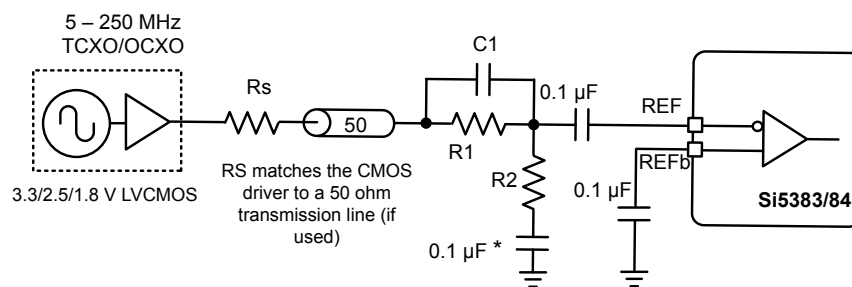 5 – 250 MHz
TCXO/OCXO
C1
Rs
0.1 µF
REF
50
R1
REFb
RS matches the CMOS
driver to a 50 ohm
transmission line (if
used)
3.3/2.5/1.8 V LVCMOS
R2
0.1 µF
Si5383/84
0.1 µF *